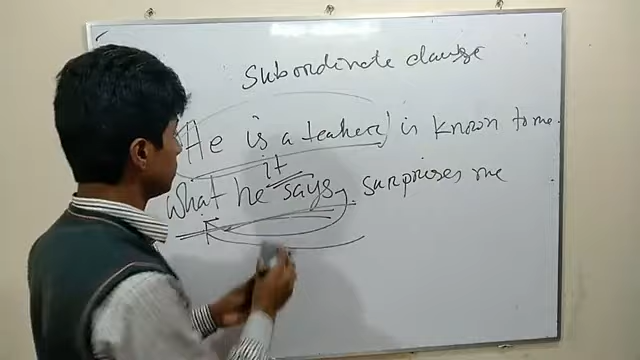 Subordinate clause
He is a teacher) is known to me.
it
What he says, surprises me